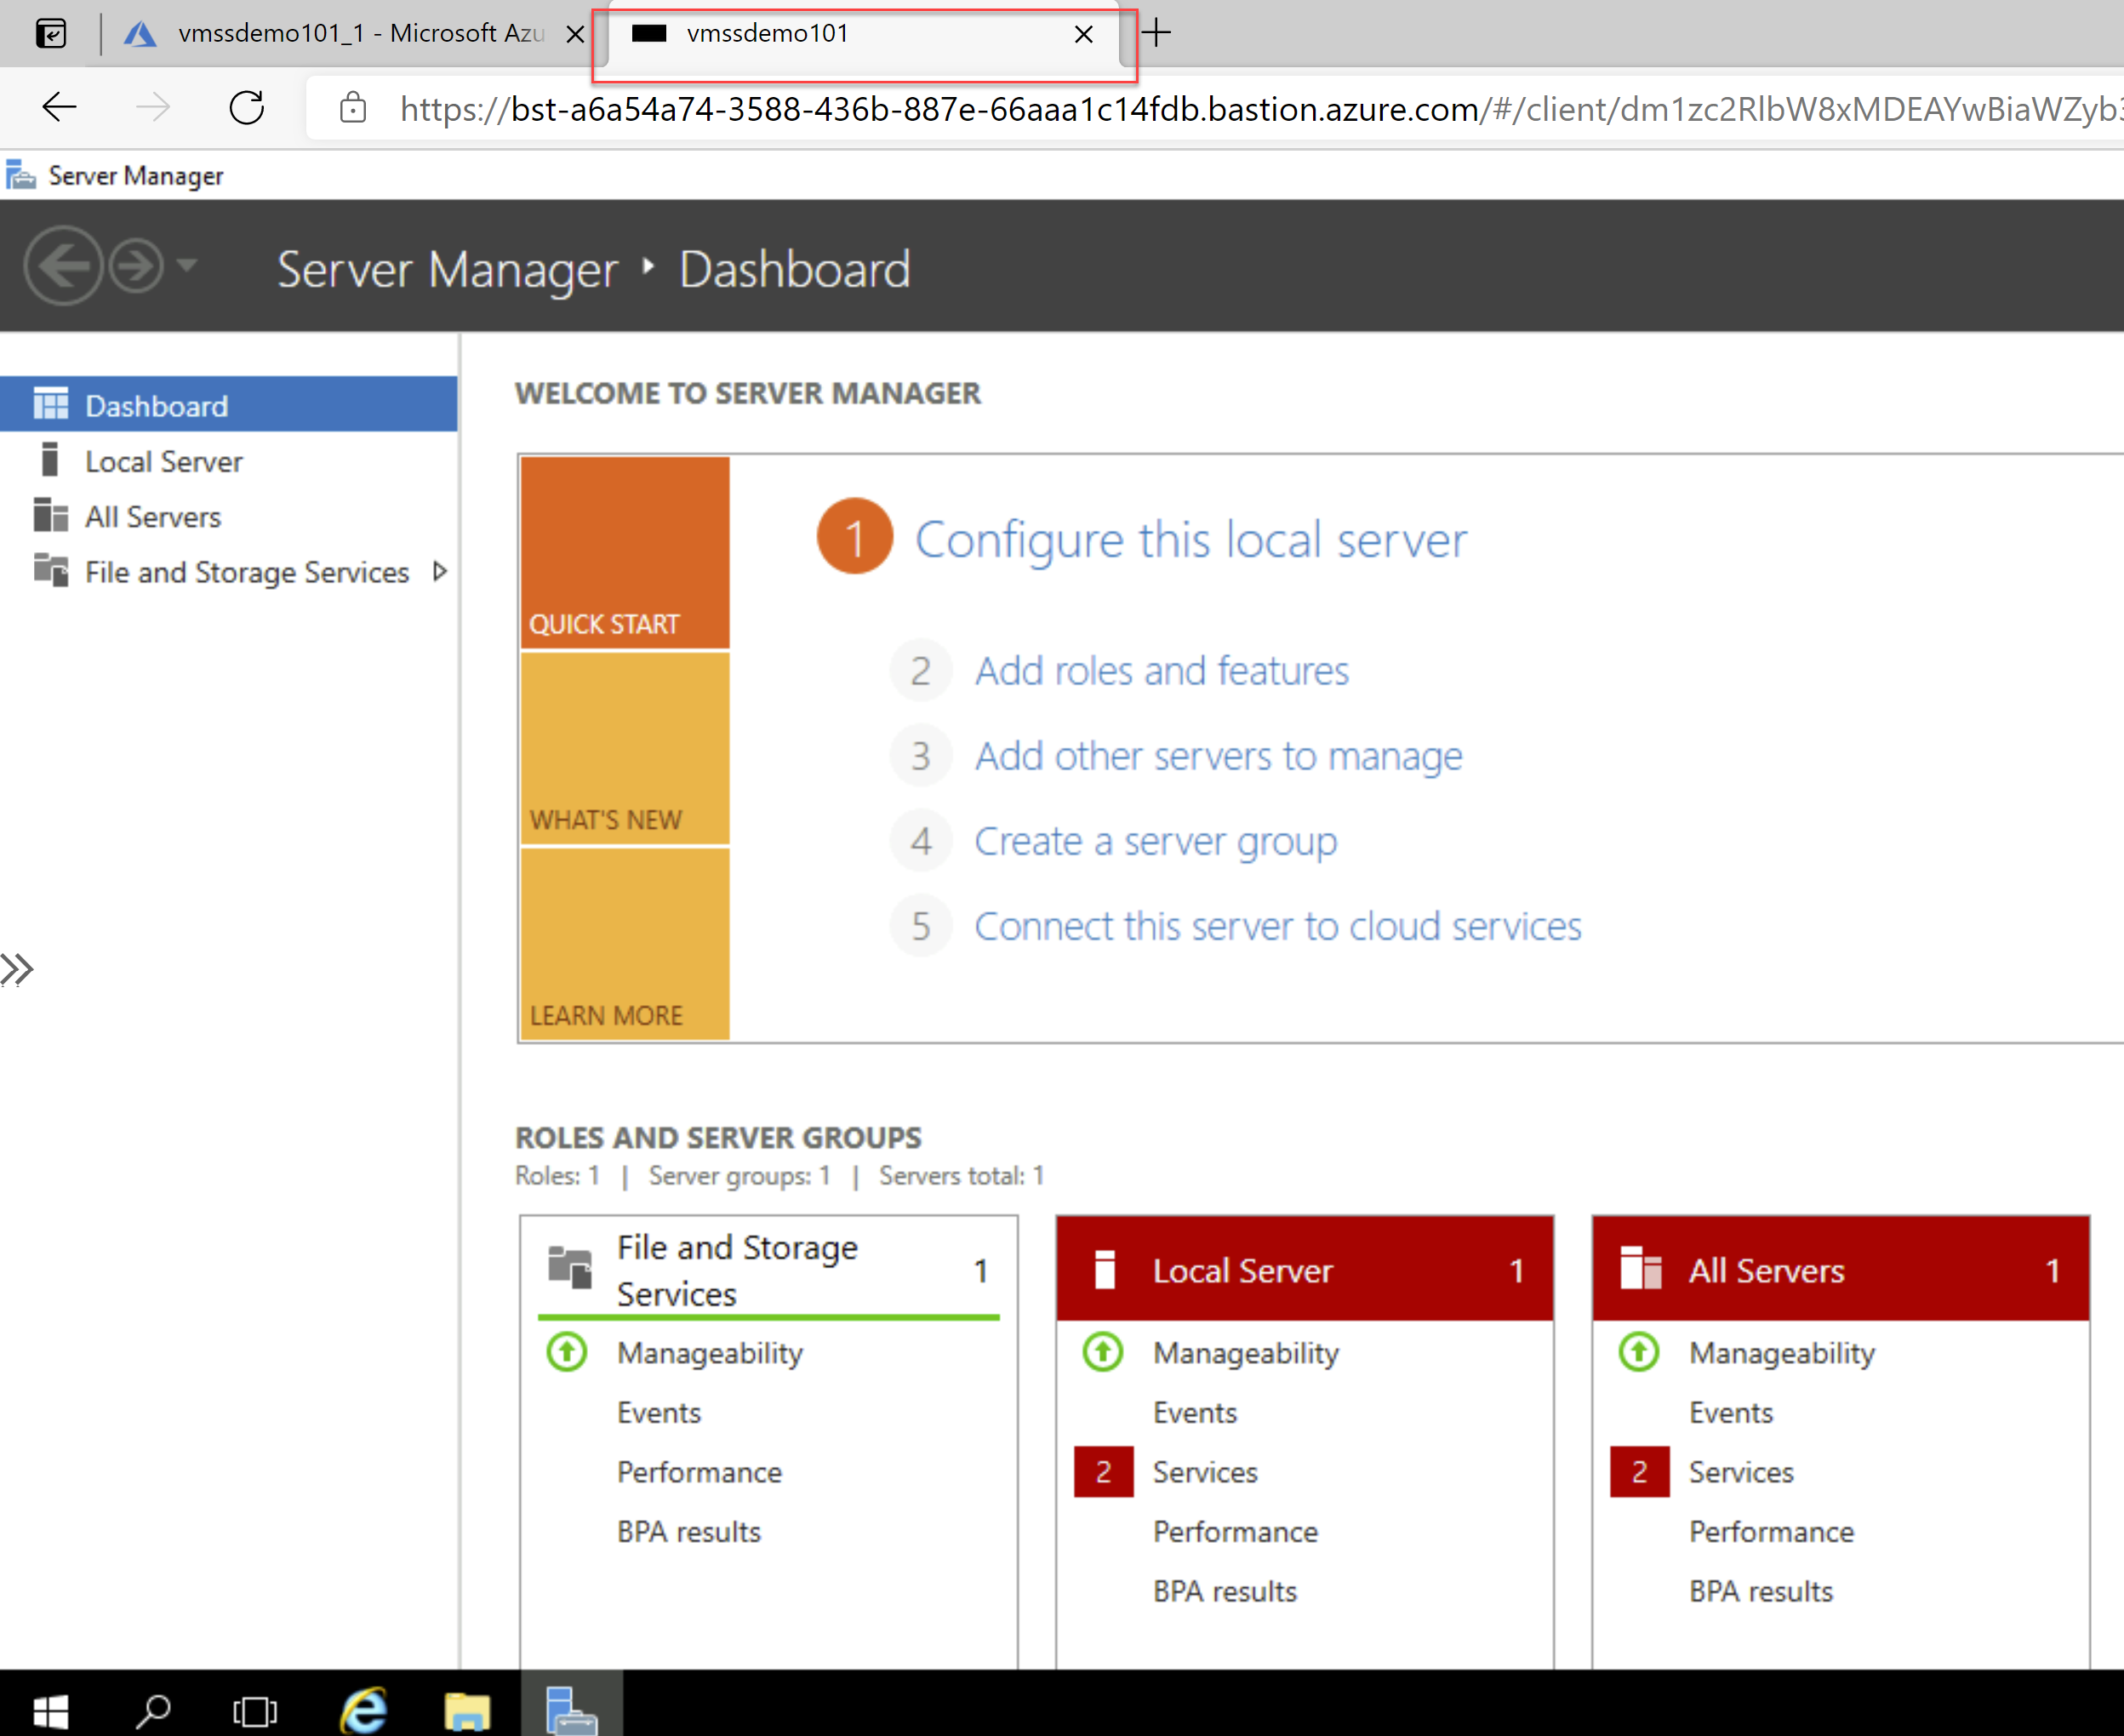 vmssdemo101_1 - Microsoft Azu
vmssdemo101
https://bst-a6a54a74-3588-436b-887e-66aaa1c14fdb.bastion.azure.com/#/client/dm1zc2RlbW8xMDEAYwBiaWZyb3
Server Manager
Server Manager Dashboard
Dashboard
Local Server
All Servers
File and Storage Services
WELCOME TO SERVER MANAGER
QUICK START
WHAT'S NEW
LEARN MORE
1 Configure this local server
2 Add roles and features
3 Add other servers to manage
4 Create a server group
5 Connect this server to cloud services
ROLES AND SERVER GROUPS
Roles: 1 | Server groups: 1 | Servers total: 1
File and Storage
Services 1
Manageability
Events
Performance
BPA results
Local Server 1
Manageability
Events
2 Services
Performance
BPA results
All Servers 1
Manageability
Events
2 Services
Performance
BPA results